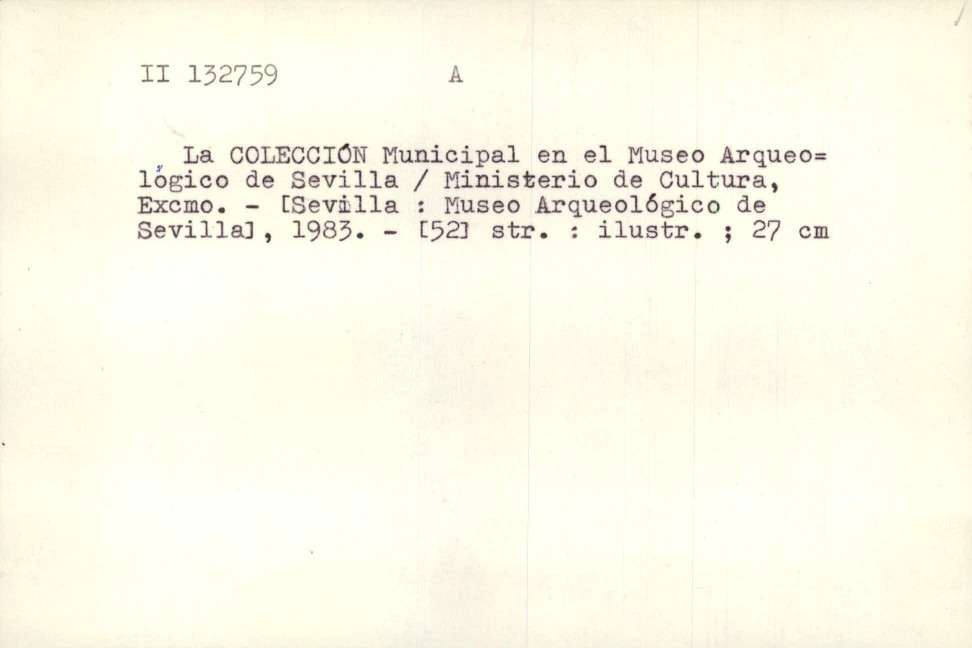 II 132759 A
La COLECCIÓN Municipal en el Museo Arqueo=
lógico de Sevilla / Ministerio de Cultura,
Excmo. - [Sevilla : Museo Arqueológico de
Sevilla], 1983. - [52] str. : ilustr. ; 27 cm